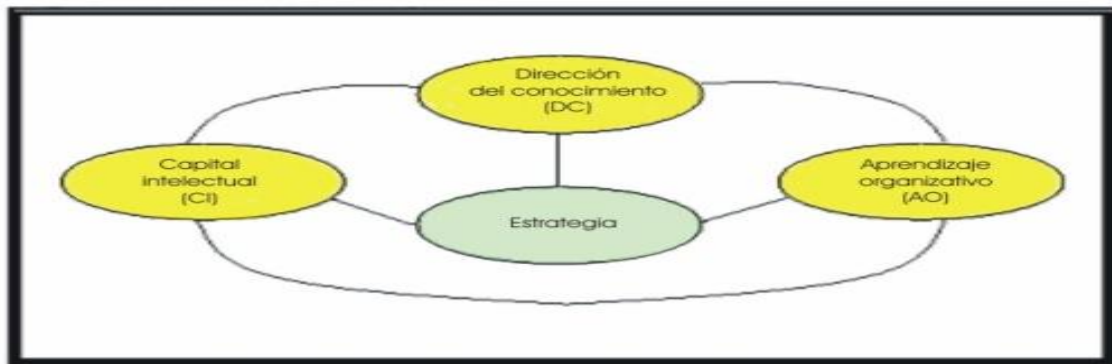 Dirección
del conocimiento
(DC)
Capital
intelectual
(CI)
Aprendizaje
organizativo
(AO)
Estrategia